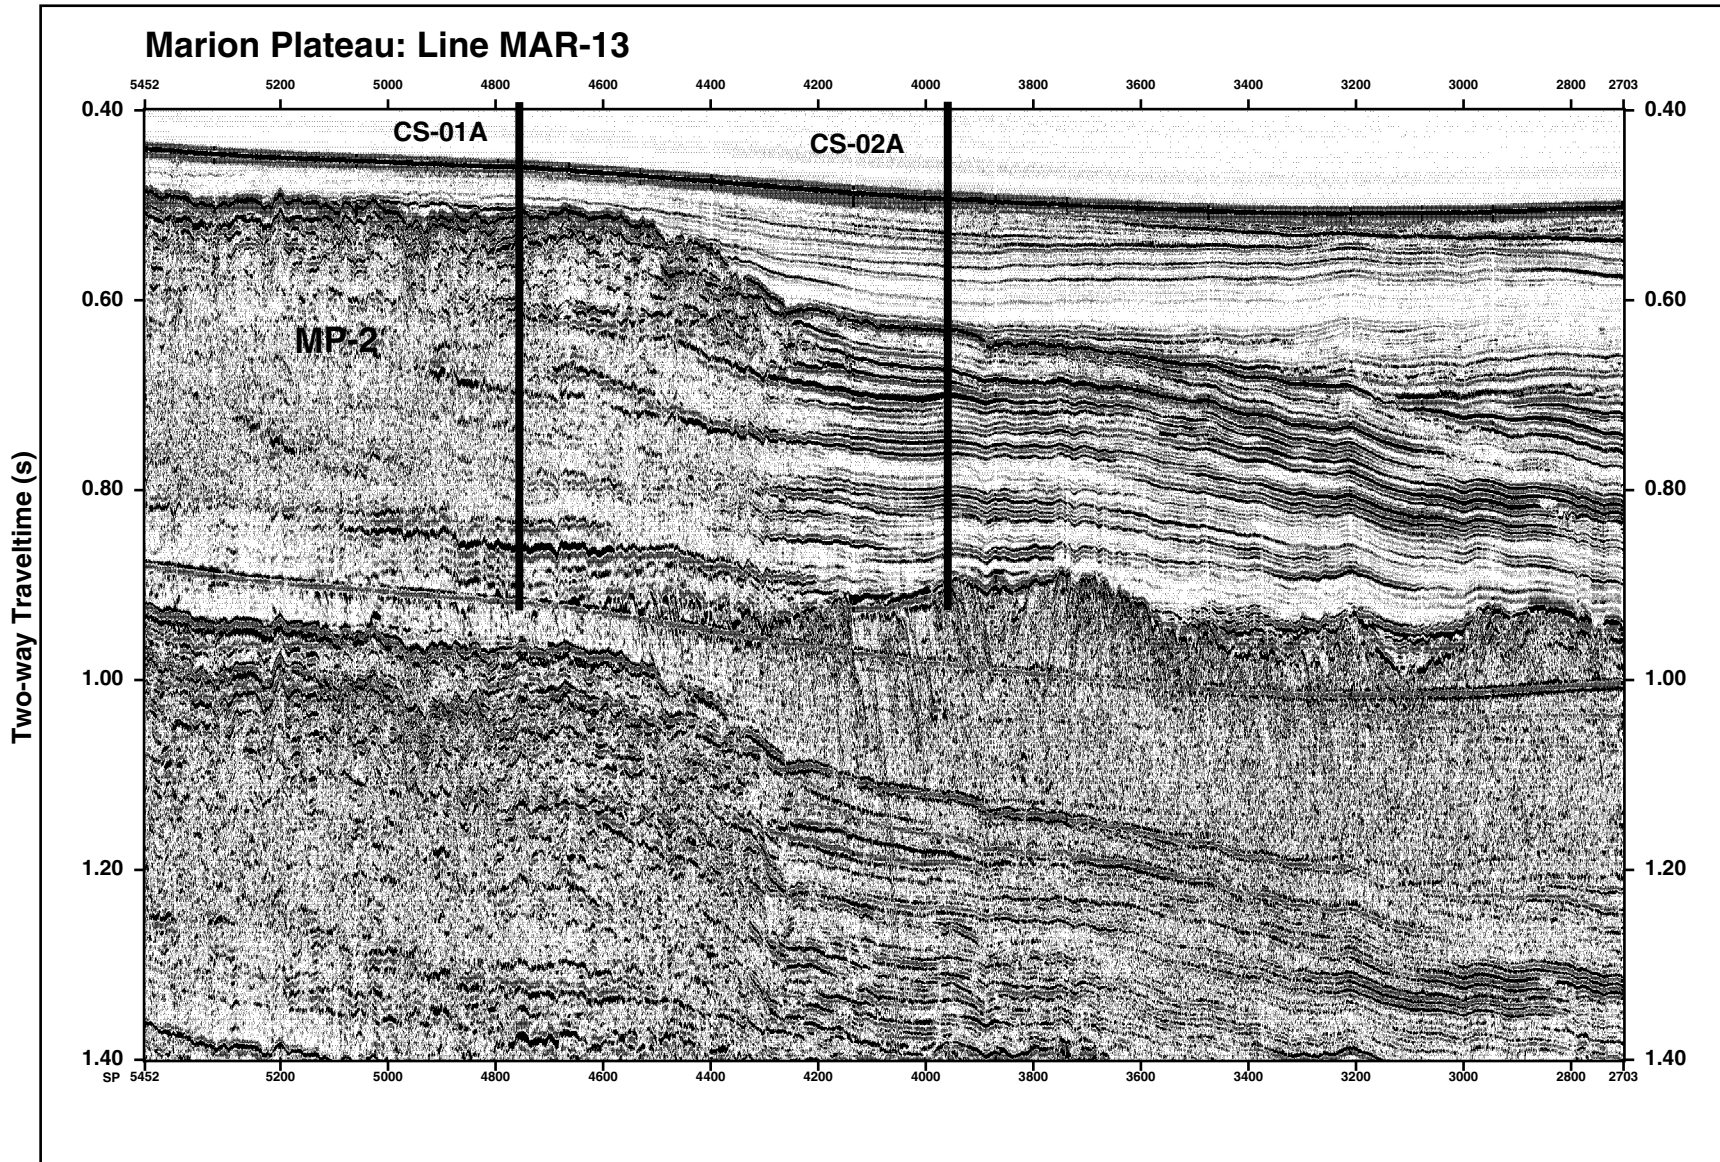 Marion Plateau: Line MAR-13
5452 5200 5000 4800 4600 4400 4200 4000 3800 3600 3400 3200 3000 2800 2703
0.40 0.40
CS-01A
CS-02A
0.60 0.60
MP-2
0.80 0.80
Two-way Traveltime (s)
1.00 1.00
1.20 1.20
1.40 1.40
SP 5452 5200 5000 4800 4600 4400 4200 4000 3800 3600 3400 3200 3000 2800 2703